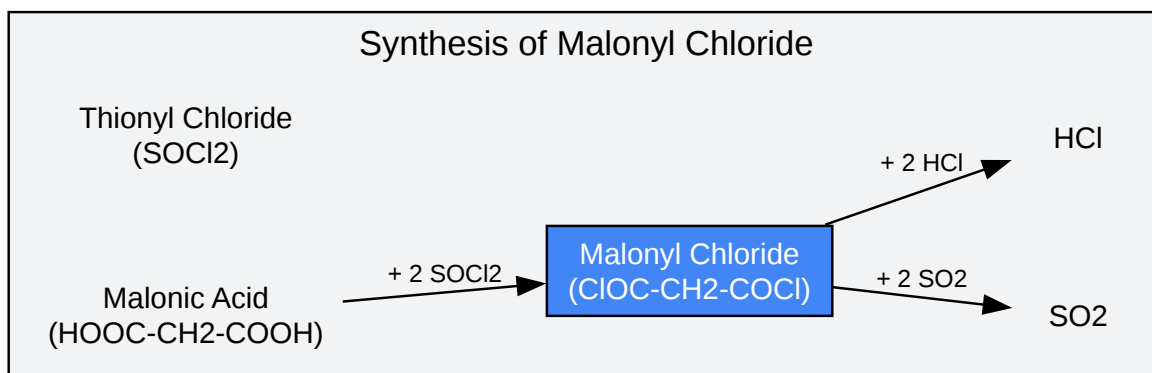 Synthesis of Malonyl Chloride
Thionyl Chloride
(SOCl2)
HCl
+ 2 HCl
Malonyl Chloride
(ClOC-CH2-COCl)
+ 2 SOCl2
+ 2 SO2
Malonic Acid
(HOOC-CH2-COOH)
SO2